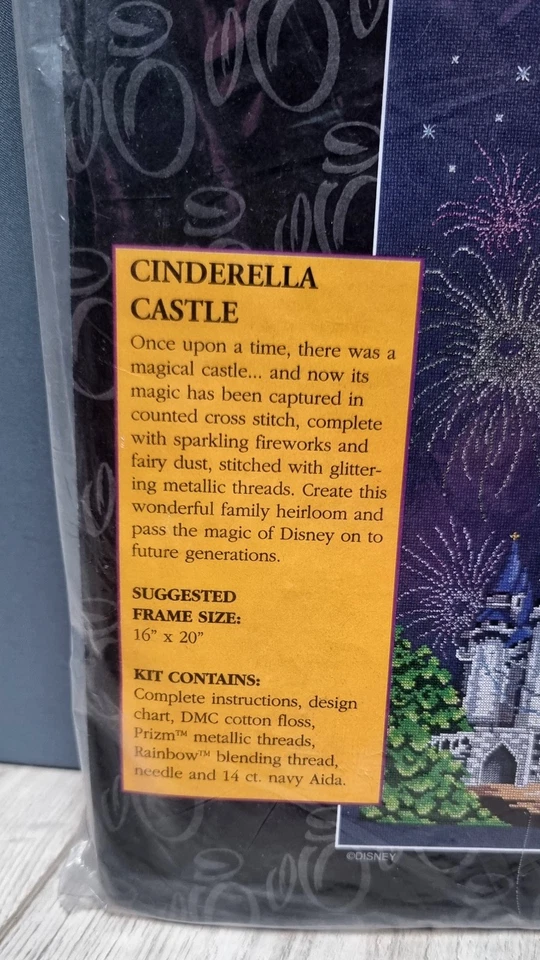 CINDERELLA
CASTLE
Once upon a time, there was a
magical castle... and now its
magic has been captured in
counted cross stitch, complete
with sparkling fireworks and
fairy dust, stitched with glitter-
ing metallic threads. Create this
wonderful family heirloom and
pass the magic of Disney on to
future generations.
SUGGESTED
FRAME SIZE:
16" x 20"
KIT CONTAINS:
Complete instructions, design
chart, DMC cotton floss,
Prizm™ metallic threads,
Rainbow™ blending thread,
needle and 14 ct. navy Aida.
©DISNEY